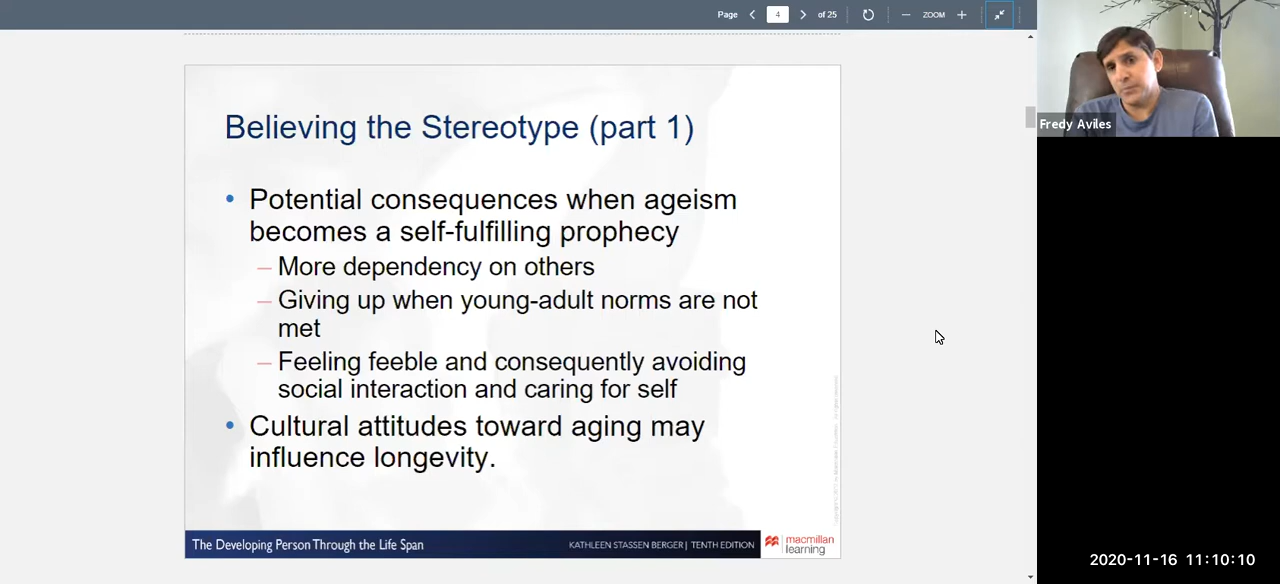 Page 4 of 25 ZOOM
Believing the Stereotype (part 1)
• Potential consequences when ageism
becomes a self-fulfilling prophecy
– More dependency on others
– Giving up when young-adult norms are not
met
– Feeling feeble and consequently avoiding
social interaction and caring for self
• Cultural attitudes toward aging may
influence longevity.
The Developing Person Through the Life Span
KATHLEEN STASSEN BERGER | TENTH EDITION
macmillan
learning
Fredy Aviles
2020-11-16 11:10:10